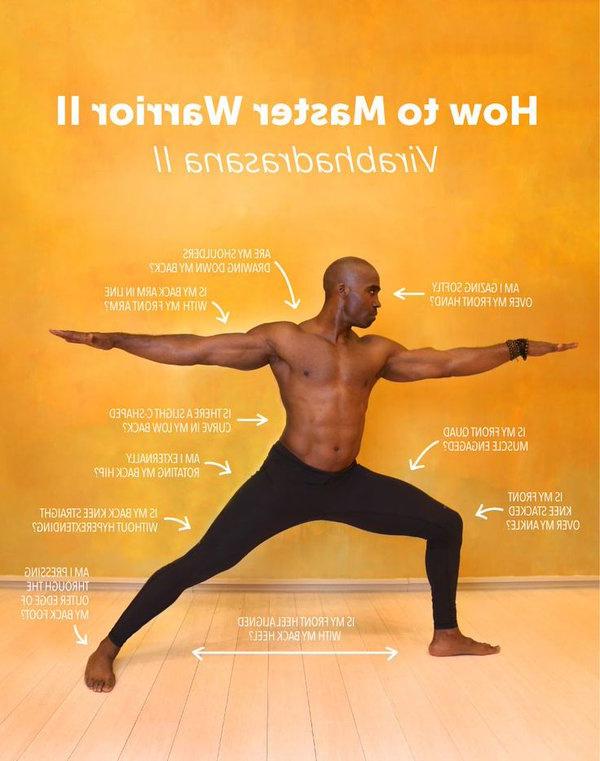 How to Master Warrior II
Virabhadrasana II
ARE MY SHOULDERS
DRAWING DOWN MY BACK?
AM I GAZING SOFTLY
OVER MY FRONT HAND?
IS MY BACK ARM IN LINE
WITH MY FRONT ARM?
IS THERE A SLIGHT C-SHAPED
CURVE IN MY LOW BACK?
IS MY FRONT QUAD
MUSCLE ENGAGED?
AM I EXTERNALLY
ROTATING MY BACK HIP?
IS MY FRONT
KNEE STACKED
OVER MY ANKLE?
IS MY BACK KNEE STRAIGHT
WITHOUT HYPEREXTENDING?
AM I PRESSING
THROUGH THE
OUTER EDGE OF
MY BACK FOOT?
IS MY FRONT HEEL ALIGNED
WITH MY BACK HEEL?